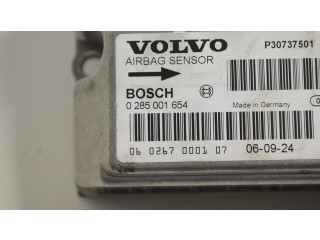 VOLVO P30737501
AIRBAG SENSOR
BOSCH
0 285 001 654 Made in Germany
06 0267 0001 07 06-09-24